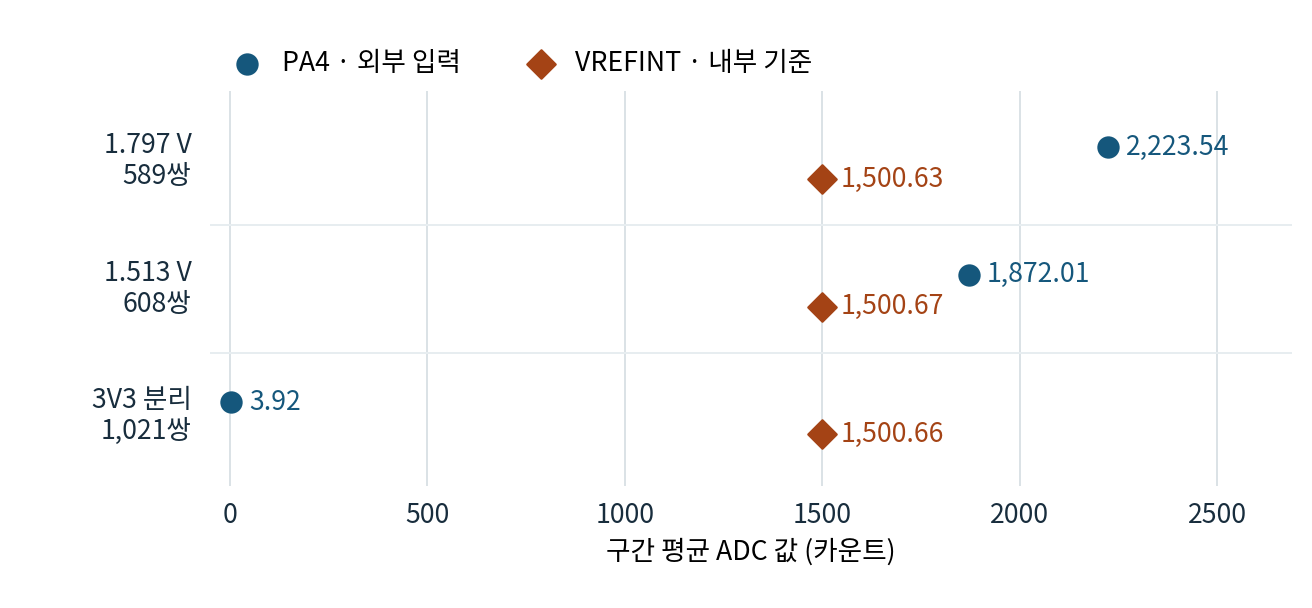 PA4 · 외부 입력
VREFINT · 내부 기준
1.797 V
589쌍
2,223.54
1,500.63
1.513 V
608쌍
1,872.01
1,500.67
3V3 분리
1,021쌍
3.92
1,500.66
0 500 1000 1500 2000 2500
구간 평균 ADC 값 (카운트)